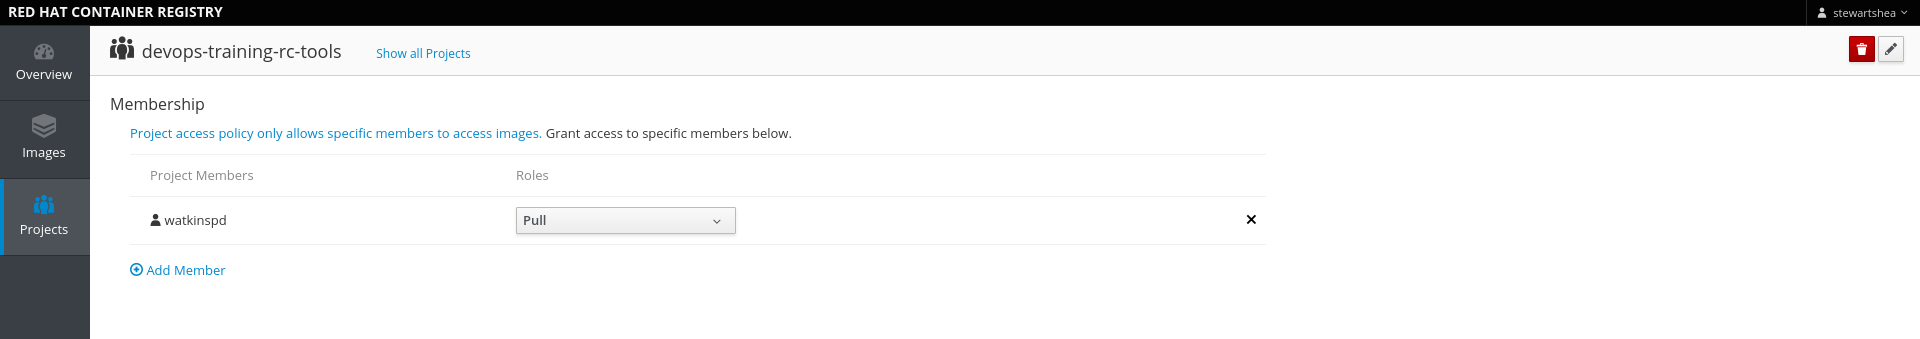 RED HAT CONTAINER REGISTRY
stewartshea
devops-training-rc-tools Show all Projects
Overview
Images
Projects
Membership
Project access policy only allows specific members to access images. Grant access to specific members below.
Project Members Roles
watkinspd Pull
Add Member